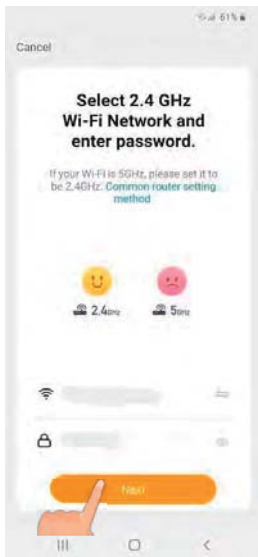 61%
Cancel
Select 2.4 GHz
Wi-Fi Network and
enter password.
If your Wi-Fi is 5GHz, please set it to
be 2.4GHz. Common router setting
method
2.4GHz 5GHz
Next